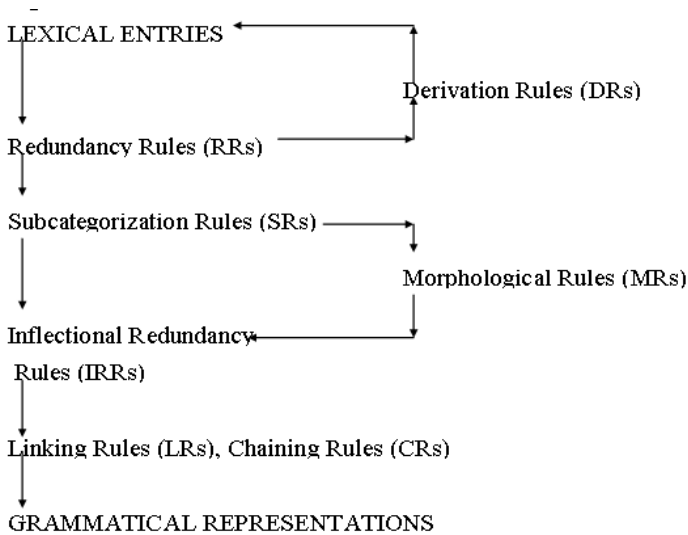 LEXICAL ENTRIES
Derivation Rules (DRs)
Redundancy Rules (RRs)
Subcategorization Rules (SRs)
Morphological Rules (MRs)
Inflectional Redundancy
Rules (IRRs)
Linking Rules (LRs), Chaining Rules (CRs)
GRAMMATICAL REPRESENTATIONS